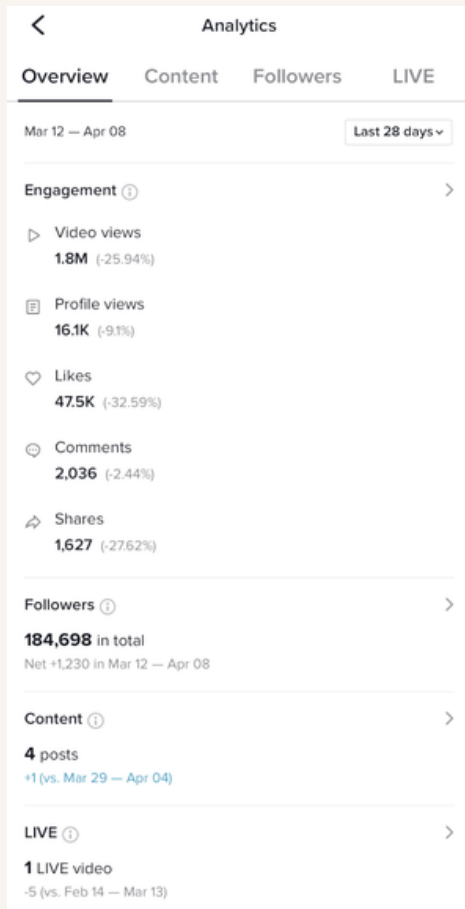 Analytics
Overview Content Followers LIVE
Mar 12 — Apr 08 Last 28 days
Engagement
Video views
1.8M (-25.94%)
Profile views
16.1K (-9.1%)
Likes
47.5K (-32.59%)
Comments
2,036 (-2.44%)
Shares
1,627 (-27.62%)
Followers
184,698 in total
Net +1,230 in Mar 12 — Apr 08
Content
4 posts
+1 (vs. Mar 29 — Apr 04)
LIVE
1 LIVE video
-5 (vs. Feb 14 — Mar 13)